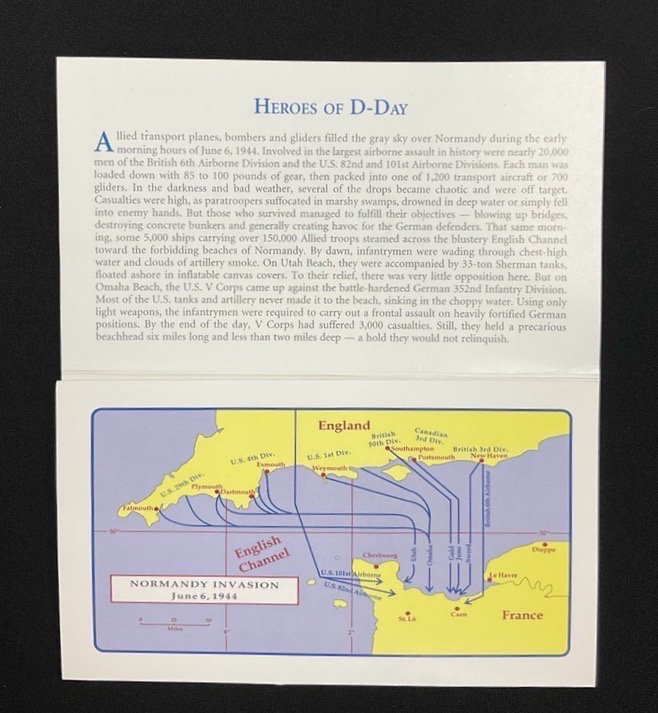 HEROES OF D-DAY
Allied transport planes, bombers and gliders filled the gray sky over Normandy during the early
morning hours of June 6, 1944. Involved in the largest airborne assault in history were nearly 20,000
men of the British 6th Airborne Division and the U.S. 82nd and 101st Airborne Divisions. Each man was
loaded down with 85 to 100 pounds of gear, then packed into one of 1,200 transport aircraft or 700
gliders. In the darkness and bad weather, several of the drops became chaotic and were off target.
Casualties were high, as paratroopers suffocated in marshy swamps, drowned in deep water or simply fell
into enemy hands. But those who survived managed to fulfill their objectives — blowing up bridges,
destroying concrete bunkers and generally creating havoc for the German defenders. That same morn-
ing, some 5,000 ships carrying over 150,000 Allied troops steamed across the blustery English Channel
toward the forbidding beaches of Normandy. By dawn, infantrymen were wading through chest-high
water and clouds of artillery smoke. On Utah Beach, they were accompanied by 33-ton Sherman tanks,
floated ashore in inflatable canvas covers. To their relief, there was very little opposition here. But on
Omaha Beach, the U.S. V Corps came up against the battle-hardened German 352nd Infantry Division.
Most of the U.S. tanks and artillery never made it to the beach, sinking in the choppy water. Using only
light weapons, the infantrymen were required to carry out a frontal assault on heavily fortified German
positions. By the end of the day, V Corps had suffered 3,000 casualties. Still, they held a precarious
beachhead six miles long and less than two miles deep — a hold they would not relinquish.
England
British
50th Div.
Canadian
3rd Div.
British 3rd Div.
Southampton
Portsmouth
New Haven
U.S. 1st Div.
Weymouth
U.S. 4th Div.
Exmouth
U.S. 29th Div.
Plymouth
Dartmouth
Falmouth
British 6th Airborne
50°
50°
English
Channel
Utah
Omaha
Gold
Juno
Sword
Dieppe
Cherbourg
Le Havre
U.S. 101st Airborne
U.S. 82nd Airborne
NORMANDY INVASION
June 6, 1944
St. Lô
Caen
France
0
25
50
Miles
4°
2°